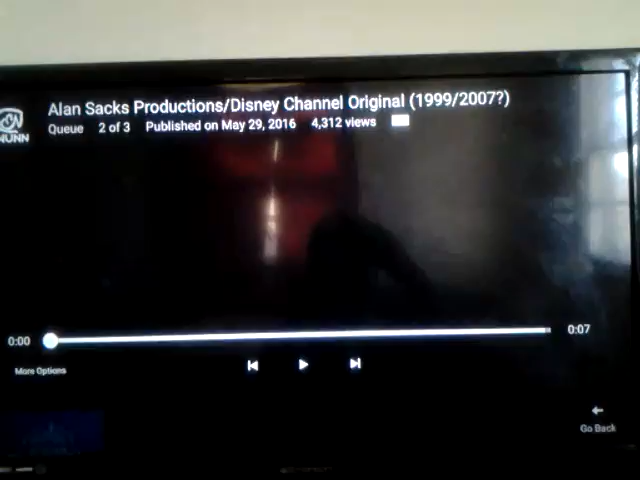 Alan Sacks Productions/Disney Channel Original (1999/2007?)
Queue 2 of 3 Published on May 29, 2016 4,312 views
NUNN
0:00
0:07
More Options
Go Back